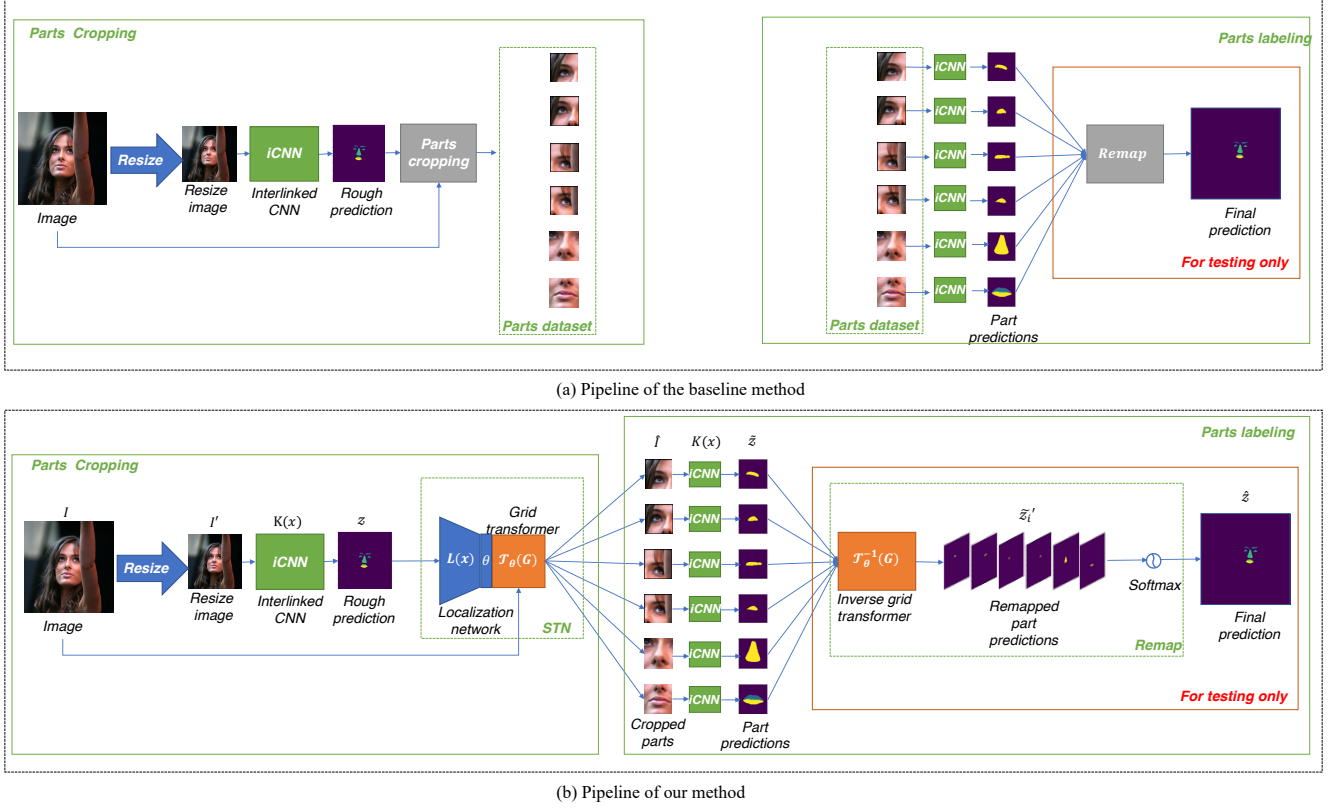 Parts Cropping
Parts labeling
Resize
iCNN
Parts
cropping
Image
Resize
image
Interlinked
CNN
Rough
prediction
Parts dataset
iCNN
iCNN
iCNN
iCNN
iCNN
iCNN
Parts dataset
Part
predictions
Remap
Final
prediction
For testing only
(a) Pipeline of the baseline method
Parts Cropping
I
Resize
I′
K(x)
z
iCNN
Image
Resize
image
Interlinked
CNN
Rough
prediction
Grid
transformer
L(x)
θ
𝒯θ(G)
Localization
network
STN
Parts labeling
Î
K(x)
z̃
iCNN
iCNN
iCNN
iCNN
iCNN
iCNN
Cropped
parts
Part
predictions
𝒯θ⁻¹(G)
Inverse grid
transformer
z̃ᵢ′
Remapped
part
predictions
Softmax
Remap
ẑ
Final
prediction
For testing only
(b) Pipeline of our method